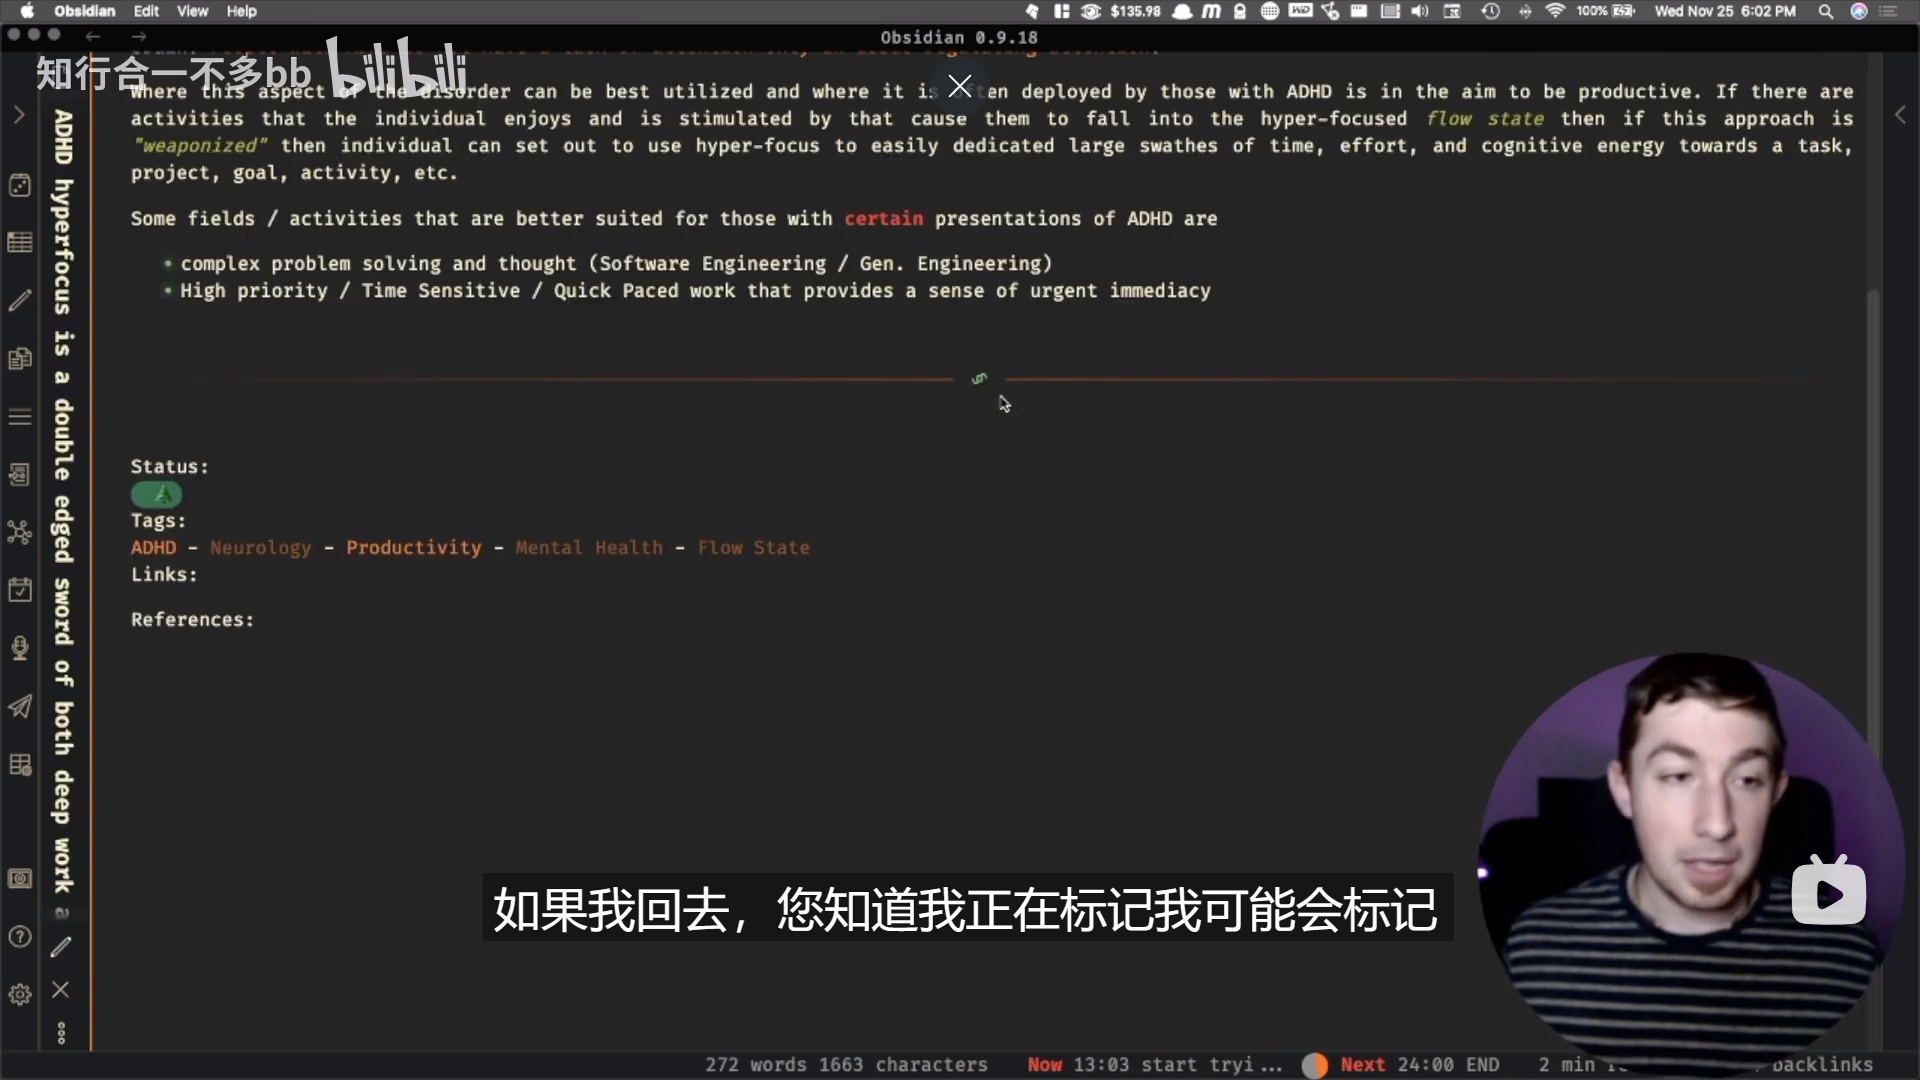 Obsidian Edit View Help $135.98 100% Wed Nov 25 6:02 PM
Obsidian 0.9.18
知行合一不多bb bilibili
Where this aspect of the disorder can be best utilized and where it is often deployed by those with ADHD is in the aim to be productive. If there are
activities that the individual enjoys and is stimulated by that cause them to fall into the hyper-focused flow state then if this approach is
"weaponized" then individual can set out to use hyper-focus to easily dedicated large swathes of time, effort, and cognitive energy towards a task,
project, goal, activity, etc.
Some fields / activities that are better suited for those with certain presentations of ADHD are
• complex problem solving and thought (Software Engineering / Gen. Engineering)
• High priority / Time Sensitive / Quick Paced work that provides a sense of urgent immediacy
Status:
Tags:
ADHD - Neurology - Productivity - Mental Health - Flow State
Links:
References:
ADHD hyperfocus is a double edged sword of both deep work a
如果我回去，您知道我正在标记我可能会标记
272 words 1663 characters Now 13:03 start tryi... Next 24:00 END 2 min backlinks